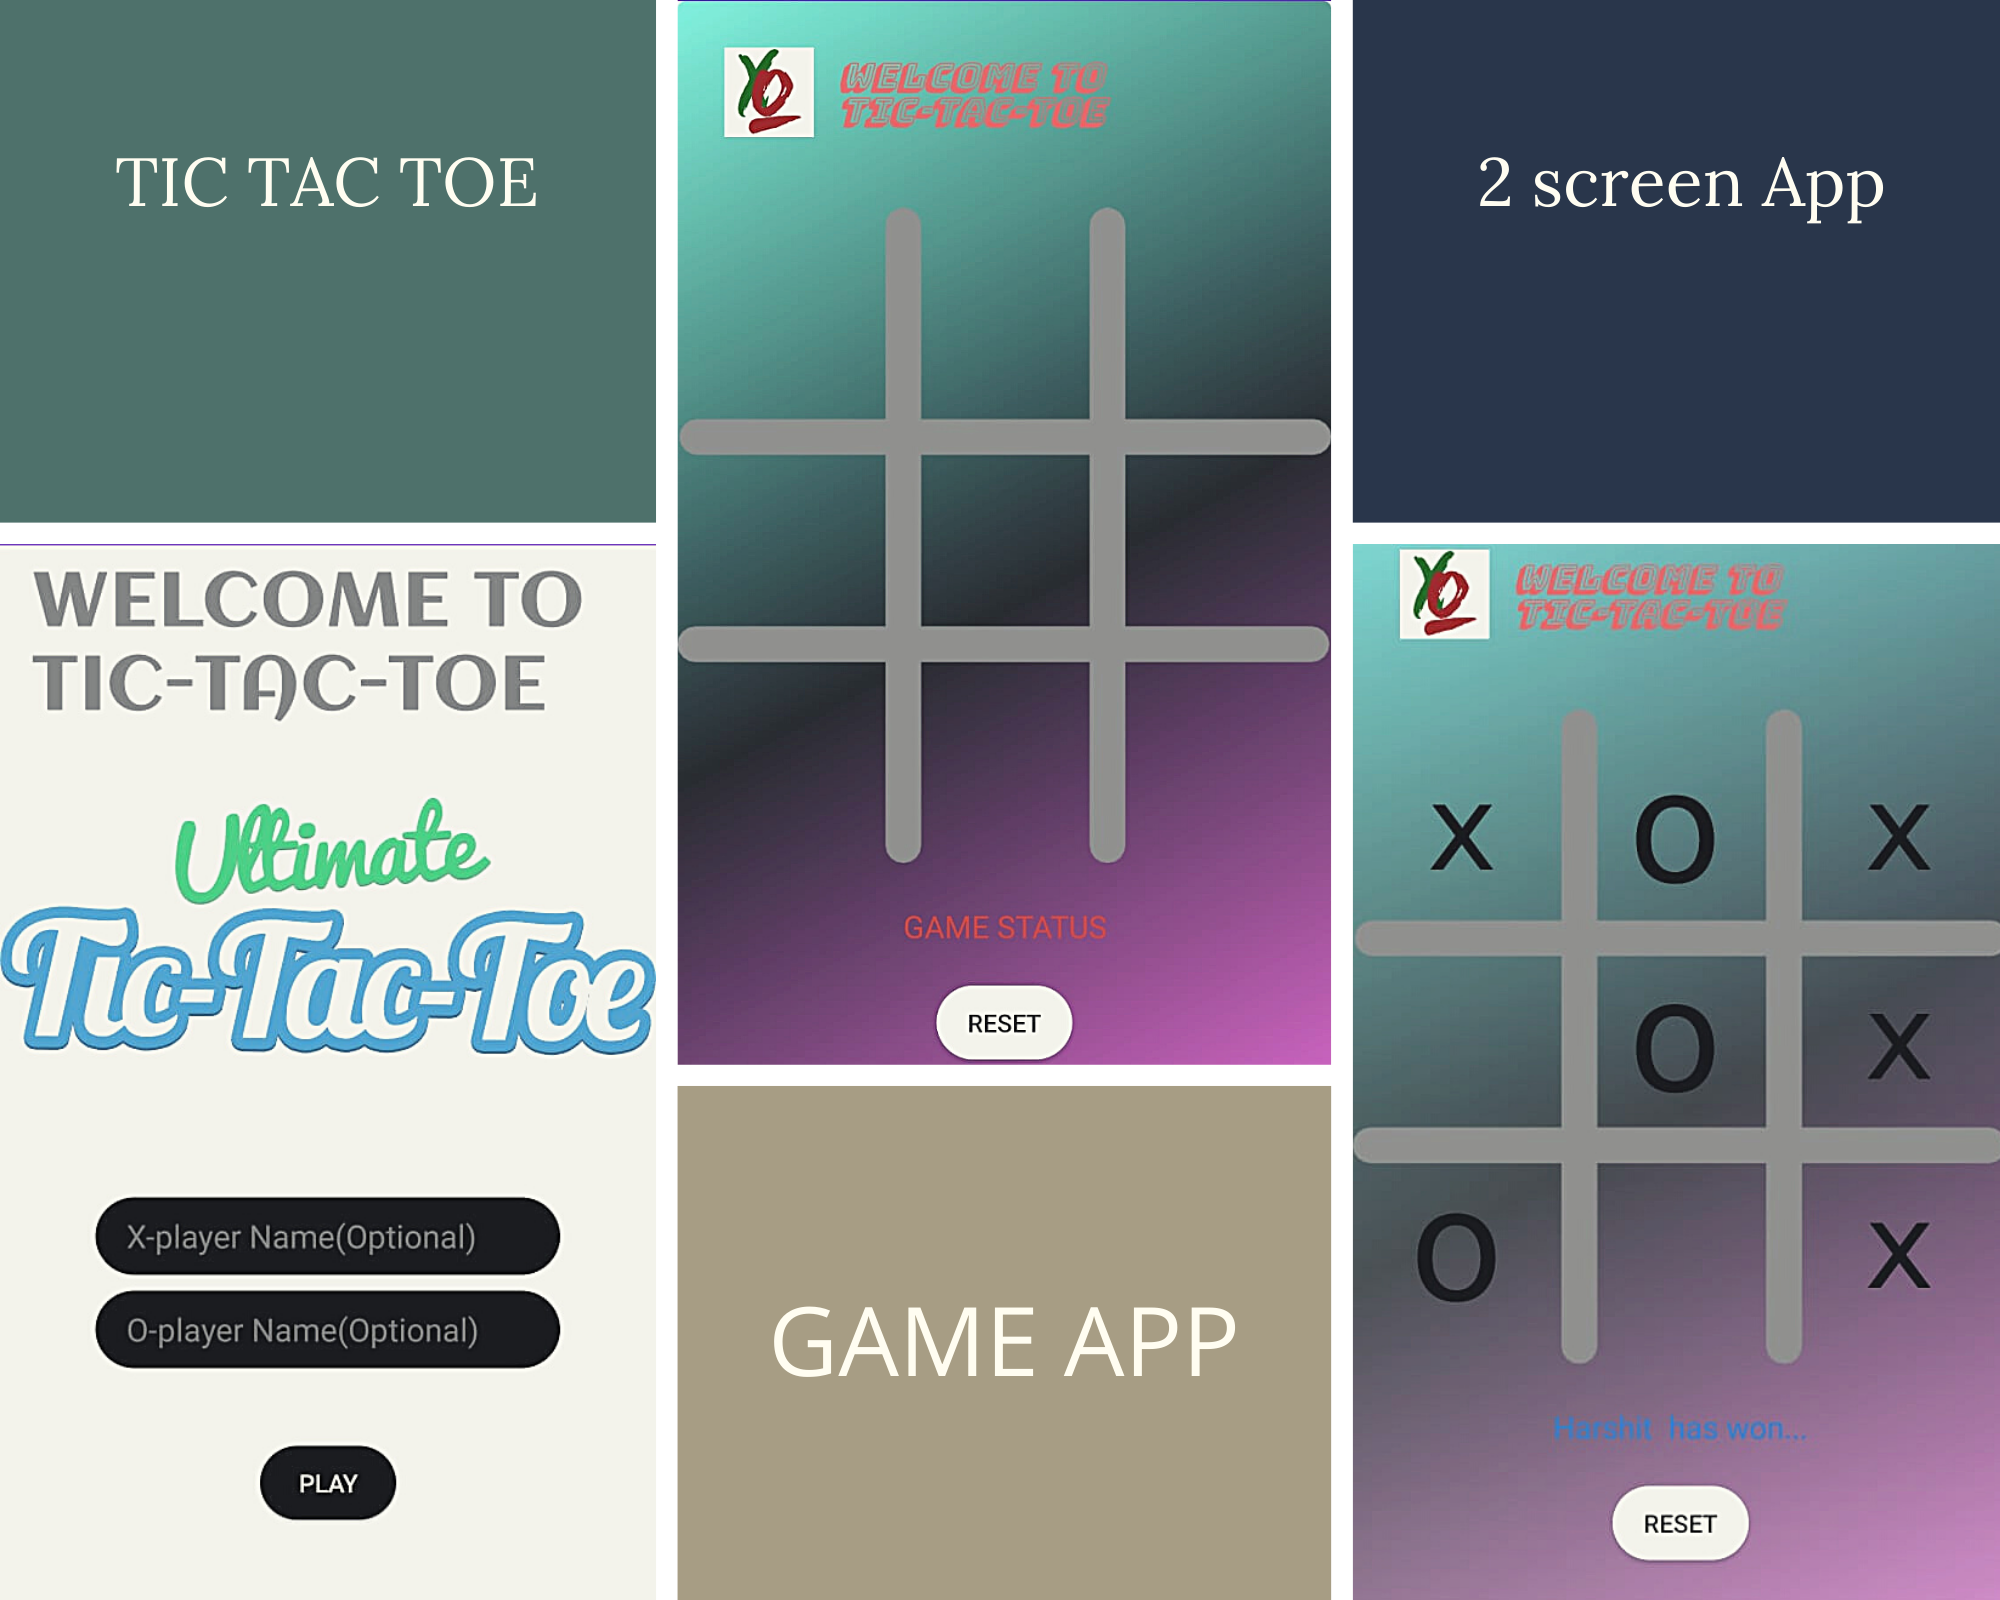 TIC TAC TOE
WELCOME TO
TIC-TAC-TOE
Ultimate
Tic-Tac-Toe
X-player Name(Optional)
O-player Name(Optional)
PLAY
XO
WELCOME TO
TIC-TAC-TOE
GAME STATUS
RESET
GAME APP
2 screen App
XO
WELCOME TO
TIC-TAC-TOE
X O X
O X
O X
Harshit has won...
RESET